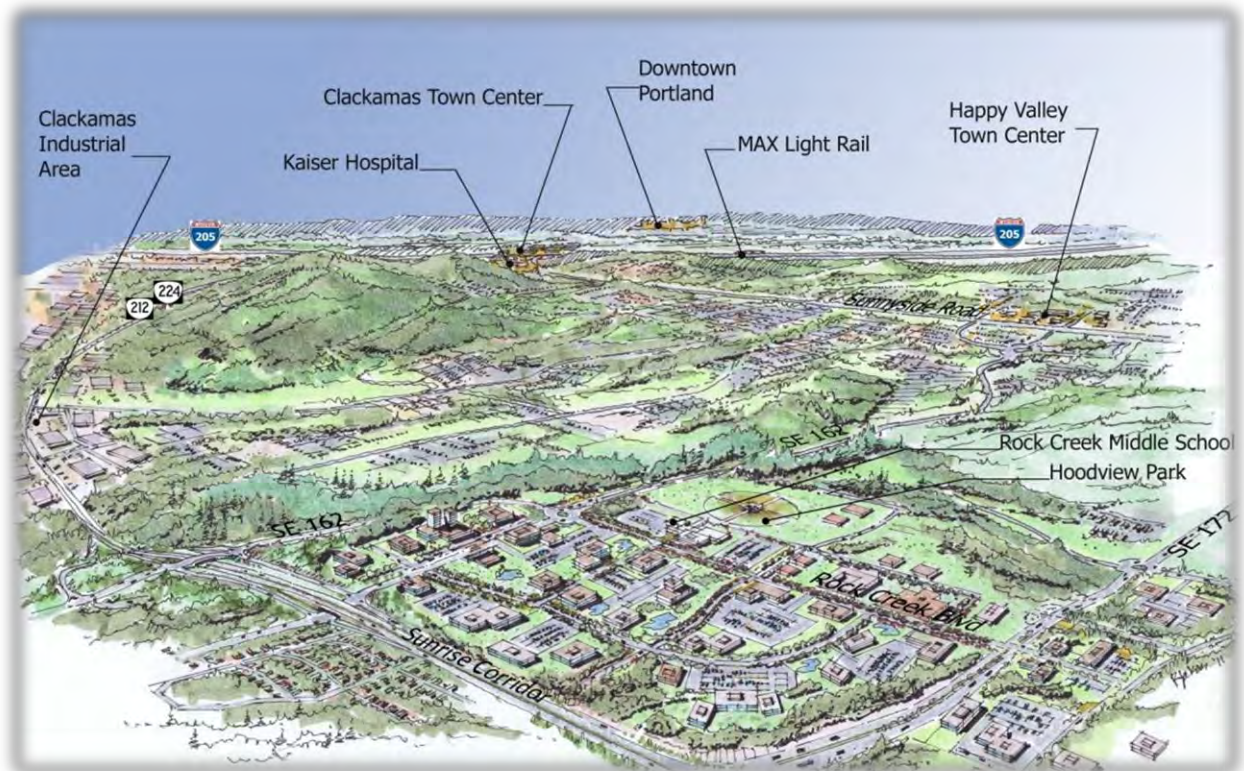 Downtown
Portland
Clackamas Town Center
Happy Valley
Town Center
Clackamas
Industrial
Area
MAX Light Rail
Kaiser Hospital
205
205
224
212
Sunnyside Road
SE 162
Rock Creek Middle School
Hoodview Park
SE 162
SE 172
Rock Creek Blvd
Sunrise Corridor